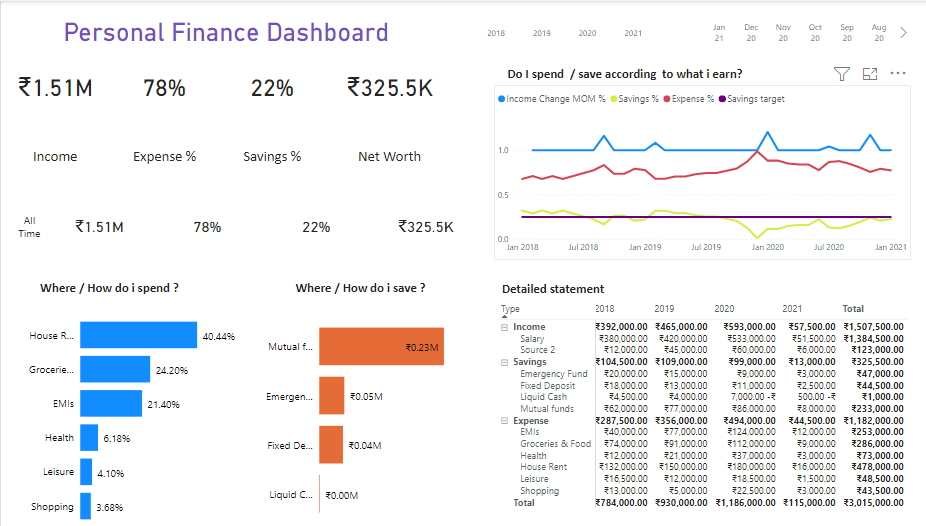 Personal Finance Dashboard
2018 2019 2020 2021
Jan 21 Dec 20 Nov 20 Oct 20 Sep 20 Aug 20
₹1.51M 78% 22% ₹325.5K
Income Expense % Savings % Net Worth
All Time ₹1.51M 78% 22% ₹325.5K
Do I spend / save according to what i earn?
Income Change MOM % Savings % Expense % Savings target
1.0
0.5
0.0
Jan 2018 Jul 2018 Jan 2019 Jul 2019 Jan 2020 Jul 2020 Jan 2021
Where / How do i spend ?
House R... 40.44%
Grocerie... 24.20%
EMIs 21.40%
Health 6.18%
Leisure 4.10%
Shopping 3.68%
Where / How do i save ?
Mutual f... ₹0.23M
Emergen... ₹0.05M
Fixed De... ₹0.04M
Liquid C... ₹0.00M
Detailed statement
Type 2018 2019 2020 2021 Total
Income ₹392,000.00 ₹465,000.00 ₹593,000.00 ₹57,500.00 ₹1,507,500.00
Salary ₹380,000.00 ₹420,000.00 ₹533,000.00 ₹51,500.00 ₹1,384,500.00
Source 2 ₹12,000.00 ₹45,000.00 ₹60,000.00 ₹6,000.00 ₹123,000.00
Savings ₹104,500.00 ₹109,000.00 ₹99,000.00 ₹13,000.00 ₹325,500.00
Emergency Fund ₹20,000.00 ₹15,000.00 ₹9,000.00 ₹3,000.00 ₹47,000.00
Fixed Deposit ₹18,000.00 ₹13,000.00 ₹11,000.00 ₹2,500.00 ₹44,500.00
Liquid Cash ₹4,500.00 ₹4,000.00 7,000.00 -₹ 500.00 -₹ ₹1,000.00
Mutual funds ₹62,000.00 ₹77,000.00 ₹86,000.00 ₹8,000.00 ₹233,000.00
Expense ₹287,500.00 ₹356,000.00 ₹494,000.00 ₹44,500.00 ₹1,182,000.00
EMIs ₹40,000.00 ₹77,000.00 ₹124,000.00 ₹12,000.00 ₹253,000.00
Groceries & Food ₹74,000.00 ₹91,000.00 ₹112,000.00 ₹9,000.00 ₹286,000.00
Health ₹12,000.00 ₹21,000.00 ₹37,000.00 ₹3,000.00 ₹73,000.00
House Rent ₹132,000.00 ₹150,000.00 ₹180,000.00 ₹16,000.00 ₹478,000.00
Leisure ₹16,500.00 ₹12,000.00 ₹18,500.00 ₹1,500.00 ₹48,500.00
Shopping ₹13,000.00 ₹5,000.00 ₹22,500.00 ₹3,000.00 ₹43,500.00
Total ₹784,000.00 ₹930,000.00 ₹1,186,000.00 ₹115,000.00 ₹3,015,000.00